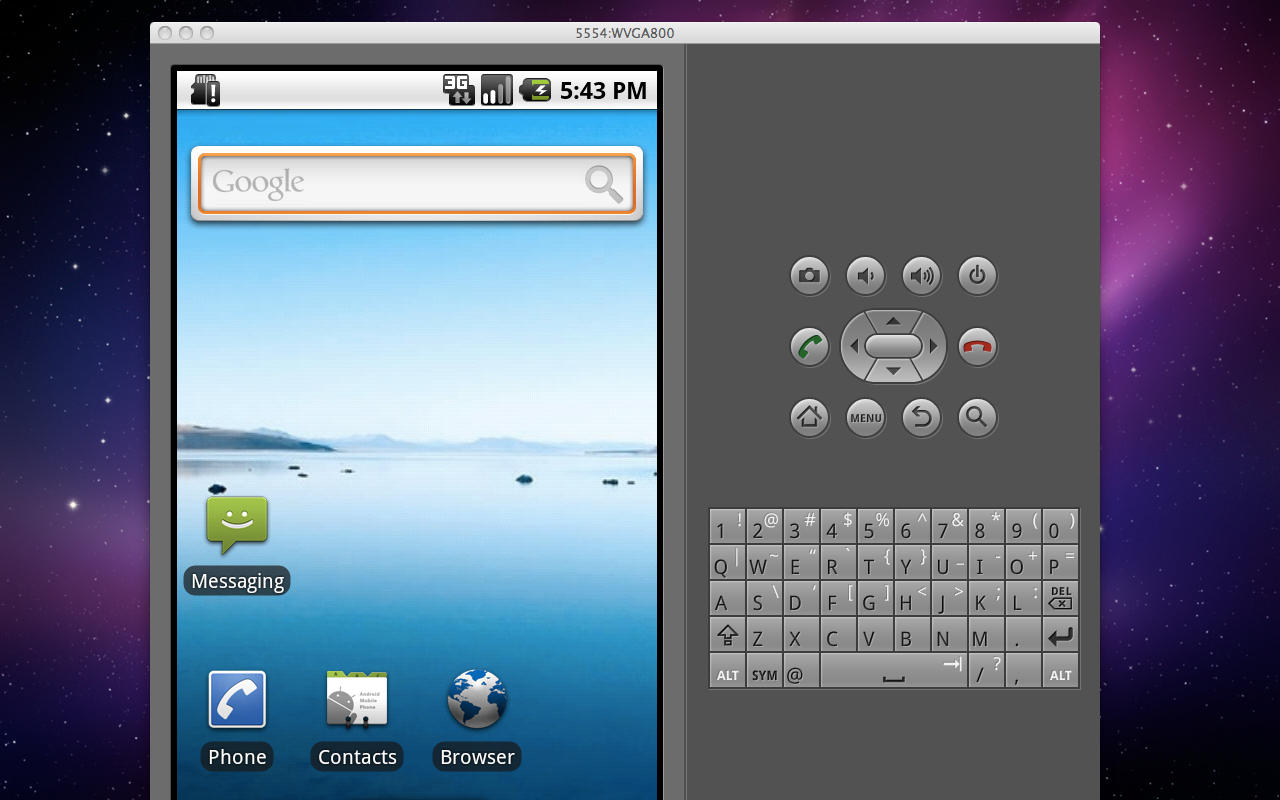 5554:WVGA800
3G 5:43 PM
Google
MENU
1 ! 2 @ 3 # 4 $ 5 % 6 ^ 7 & 8 * 9 ( 0 )
Q | W ~ E “ R ` T { Y } U _ I - O + P =
A S \ D ‘ F [ G ] H < J > K ; L : DEL
Z X C V B N M .
ALT SYM @ / ? , ALT
Messaging
Android
Mobile
Phone
Phone Contacts Browser